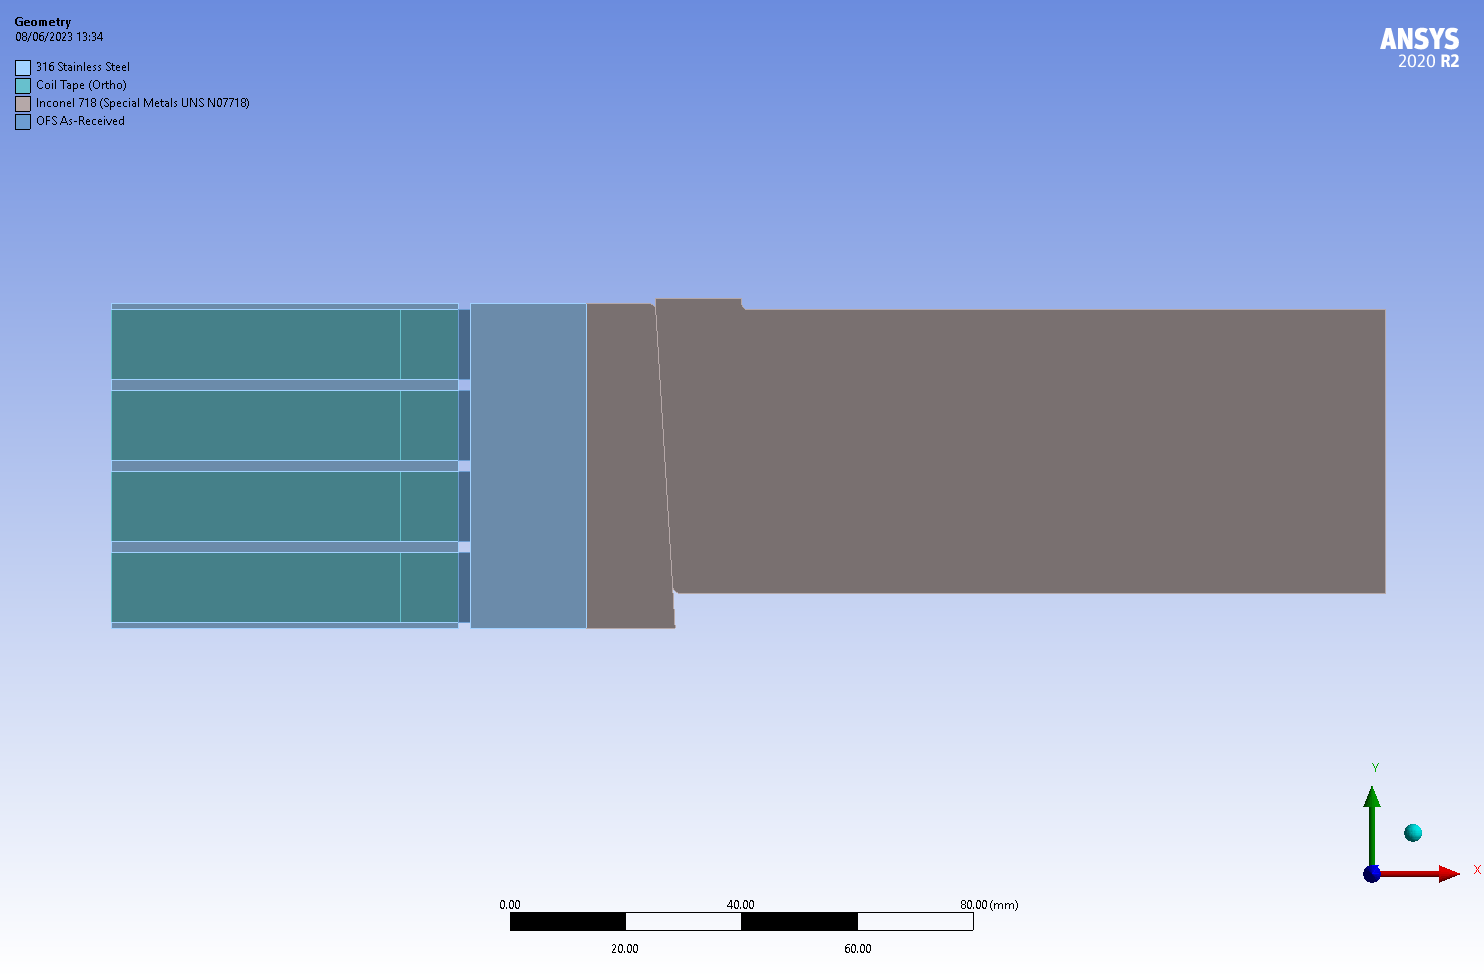 Geometry
08/06/2023 13:34
316 Stainless Steel
Coil Tape (Ortho)
Inconel 718 (Special Metals UNS N07718)
OFS As-Received
ANSYS
2020 R2
Y
X
0.00 40.00 80.00 (mm)
20.00 60.00